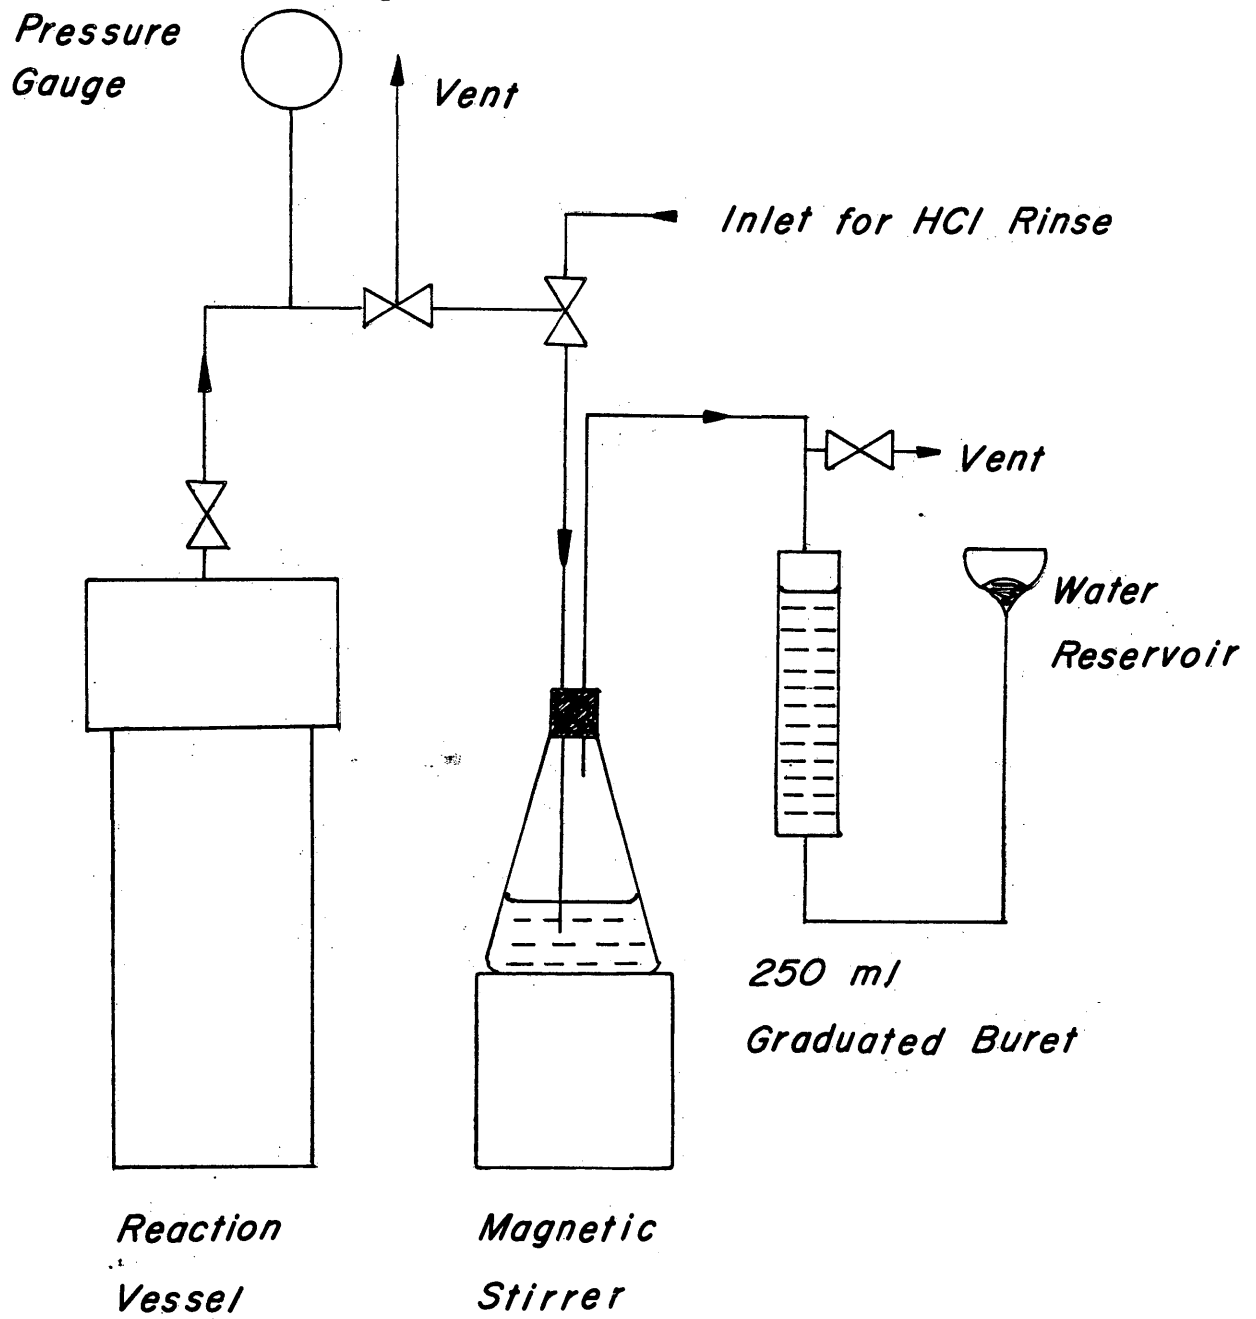 Pressure
Gauge
Vent
Inlet for HCl Rinse
Vent
Water
Reservoir
250 ml
Graduated Buret
Reaction
Vessel
Magnetic
Stirrer